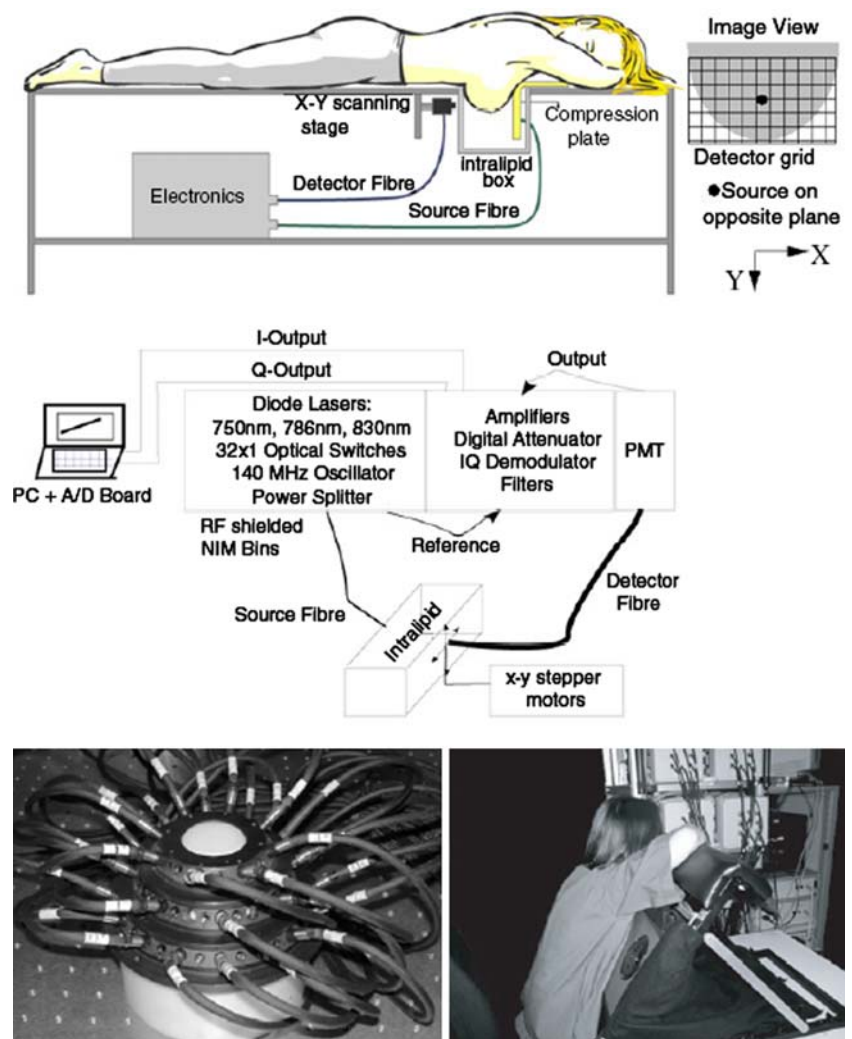 Image View
X-Y scanning
stage
Compression
plate
intralipid
box
Detector grid
Electronics
Detector Fibre
Source Fibre
Source on
opposite plane
X
Y
I-Output
Q-Output
Output
Diode Lasers:
750nm, 786nm, 830nm
32x1 Optical Switches
140 MHz Oscillator
Power Splitter
Amplifiers
Digital Attenuator
IQ Demodulator
Filters
PMT
PC + A/D Board
RF shielded
NIM Bins
Reference
Detector
Fibre
Source Fibre
Intralipid
x-y stepper
motors